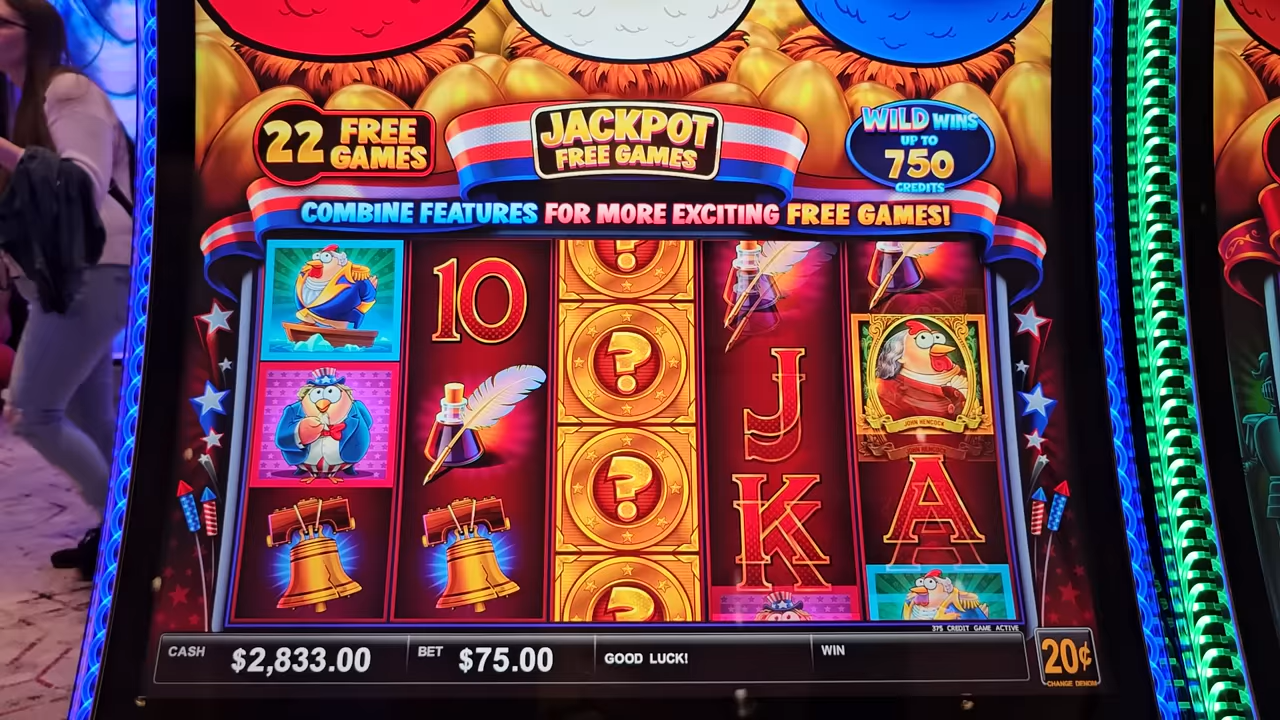 22 FREE GAMES
JACKPOT
FREE GAMES
WILD WINS
UP TO
750
CREDITS
COMBINE FEATURES FOR MORE EXCITING FREE GAMES!
10
?
?
?
?
J
JOHN HENCOCK
K
A
375 CREDIT GAME ACTIVE
CASH $2,833.00
BET $75.00
GOOD LUCK!
WIN
20¢
CHANGE DENOM